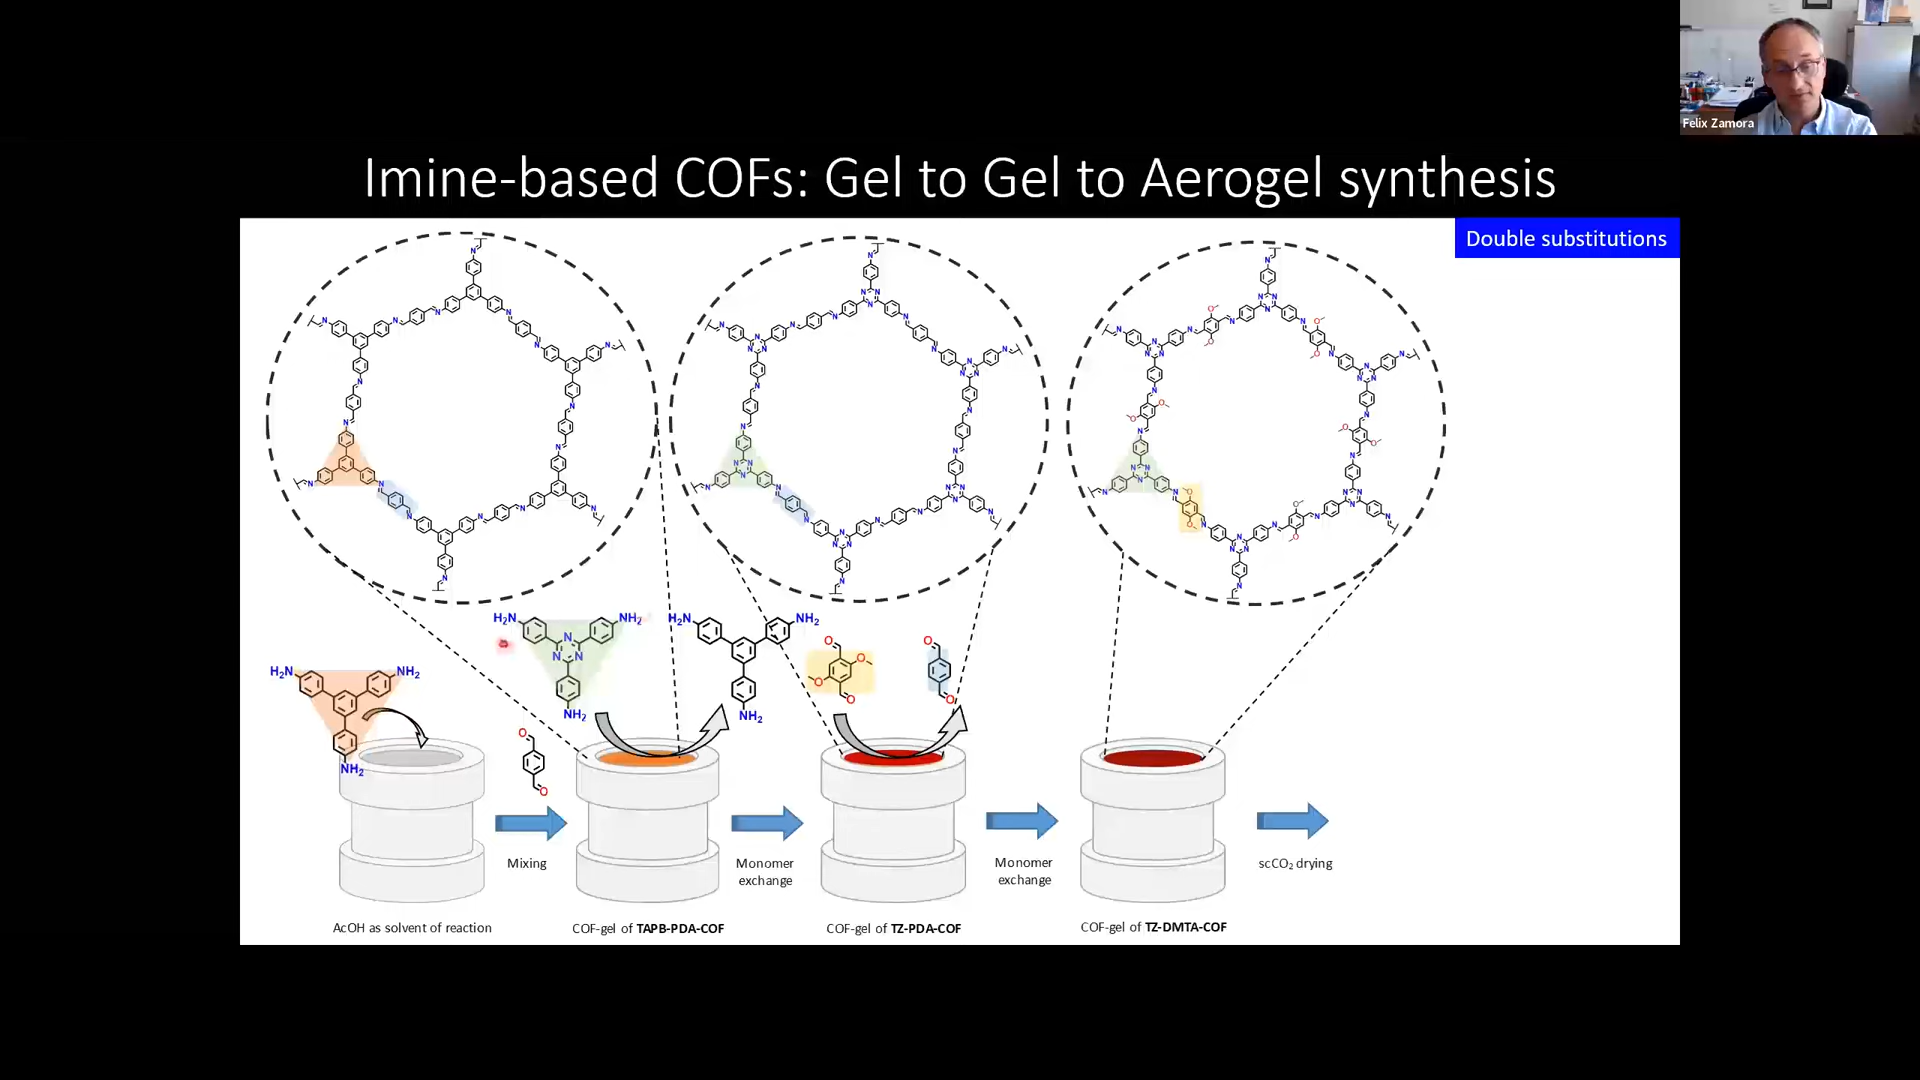 Felix Zamora
Imine-based COFs: Gel to Gel to Aerogel synthesis
Double substitutions
H₂N
NH₂
H₂N
NH₂
H₂N
NH₂
NH₂
NH₂
NH₂
Mixing
Monomer
exchange
Monomer
exchange
scCO₂ drying
AcOH as solvent of reaction
COF-gel of TAPB-PDA-COF
COF-gel of TZ-PDA-COF
COF-gel of TZ-DMTA-COF